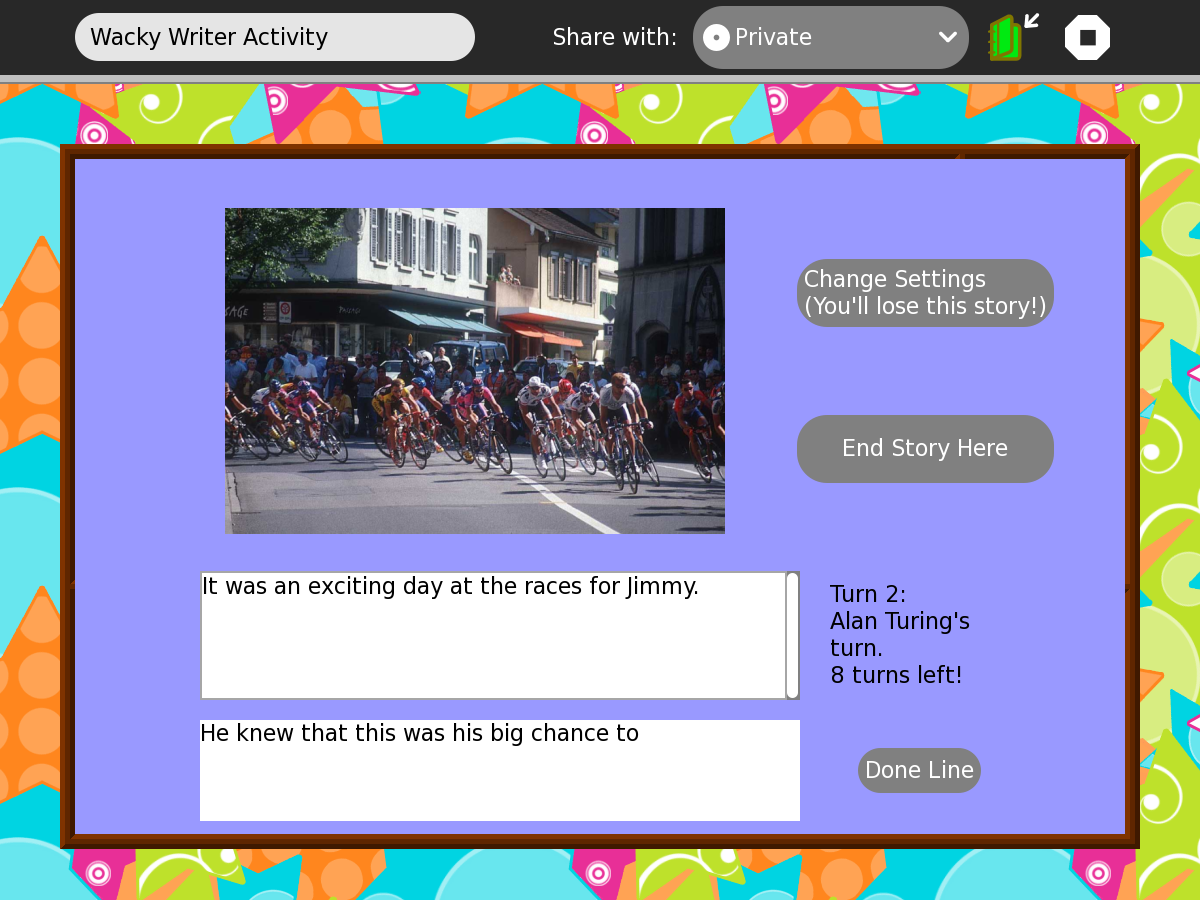 Wacky Writer Activity
Share with:
Private
Change Settings
(You'll lose this story!)
End Story Here
It was an exciting day at the races for Jimmy.
Turn 2:
Alan Turing's
turn.
8 turns left!
He knew that this was his big chance to
Done Line